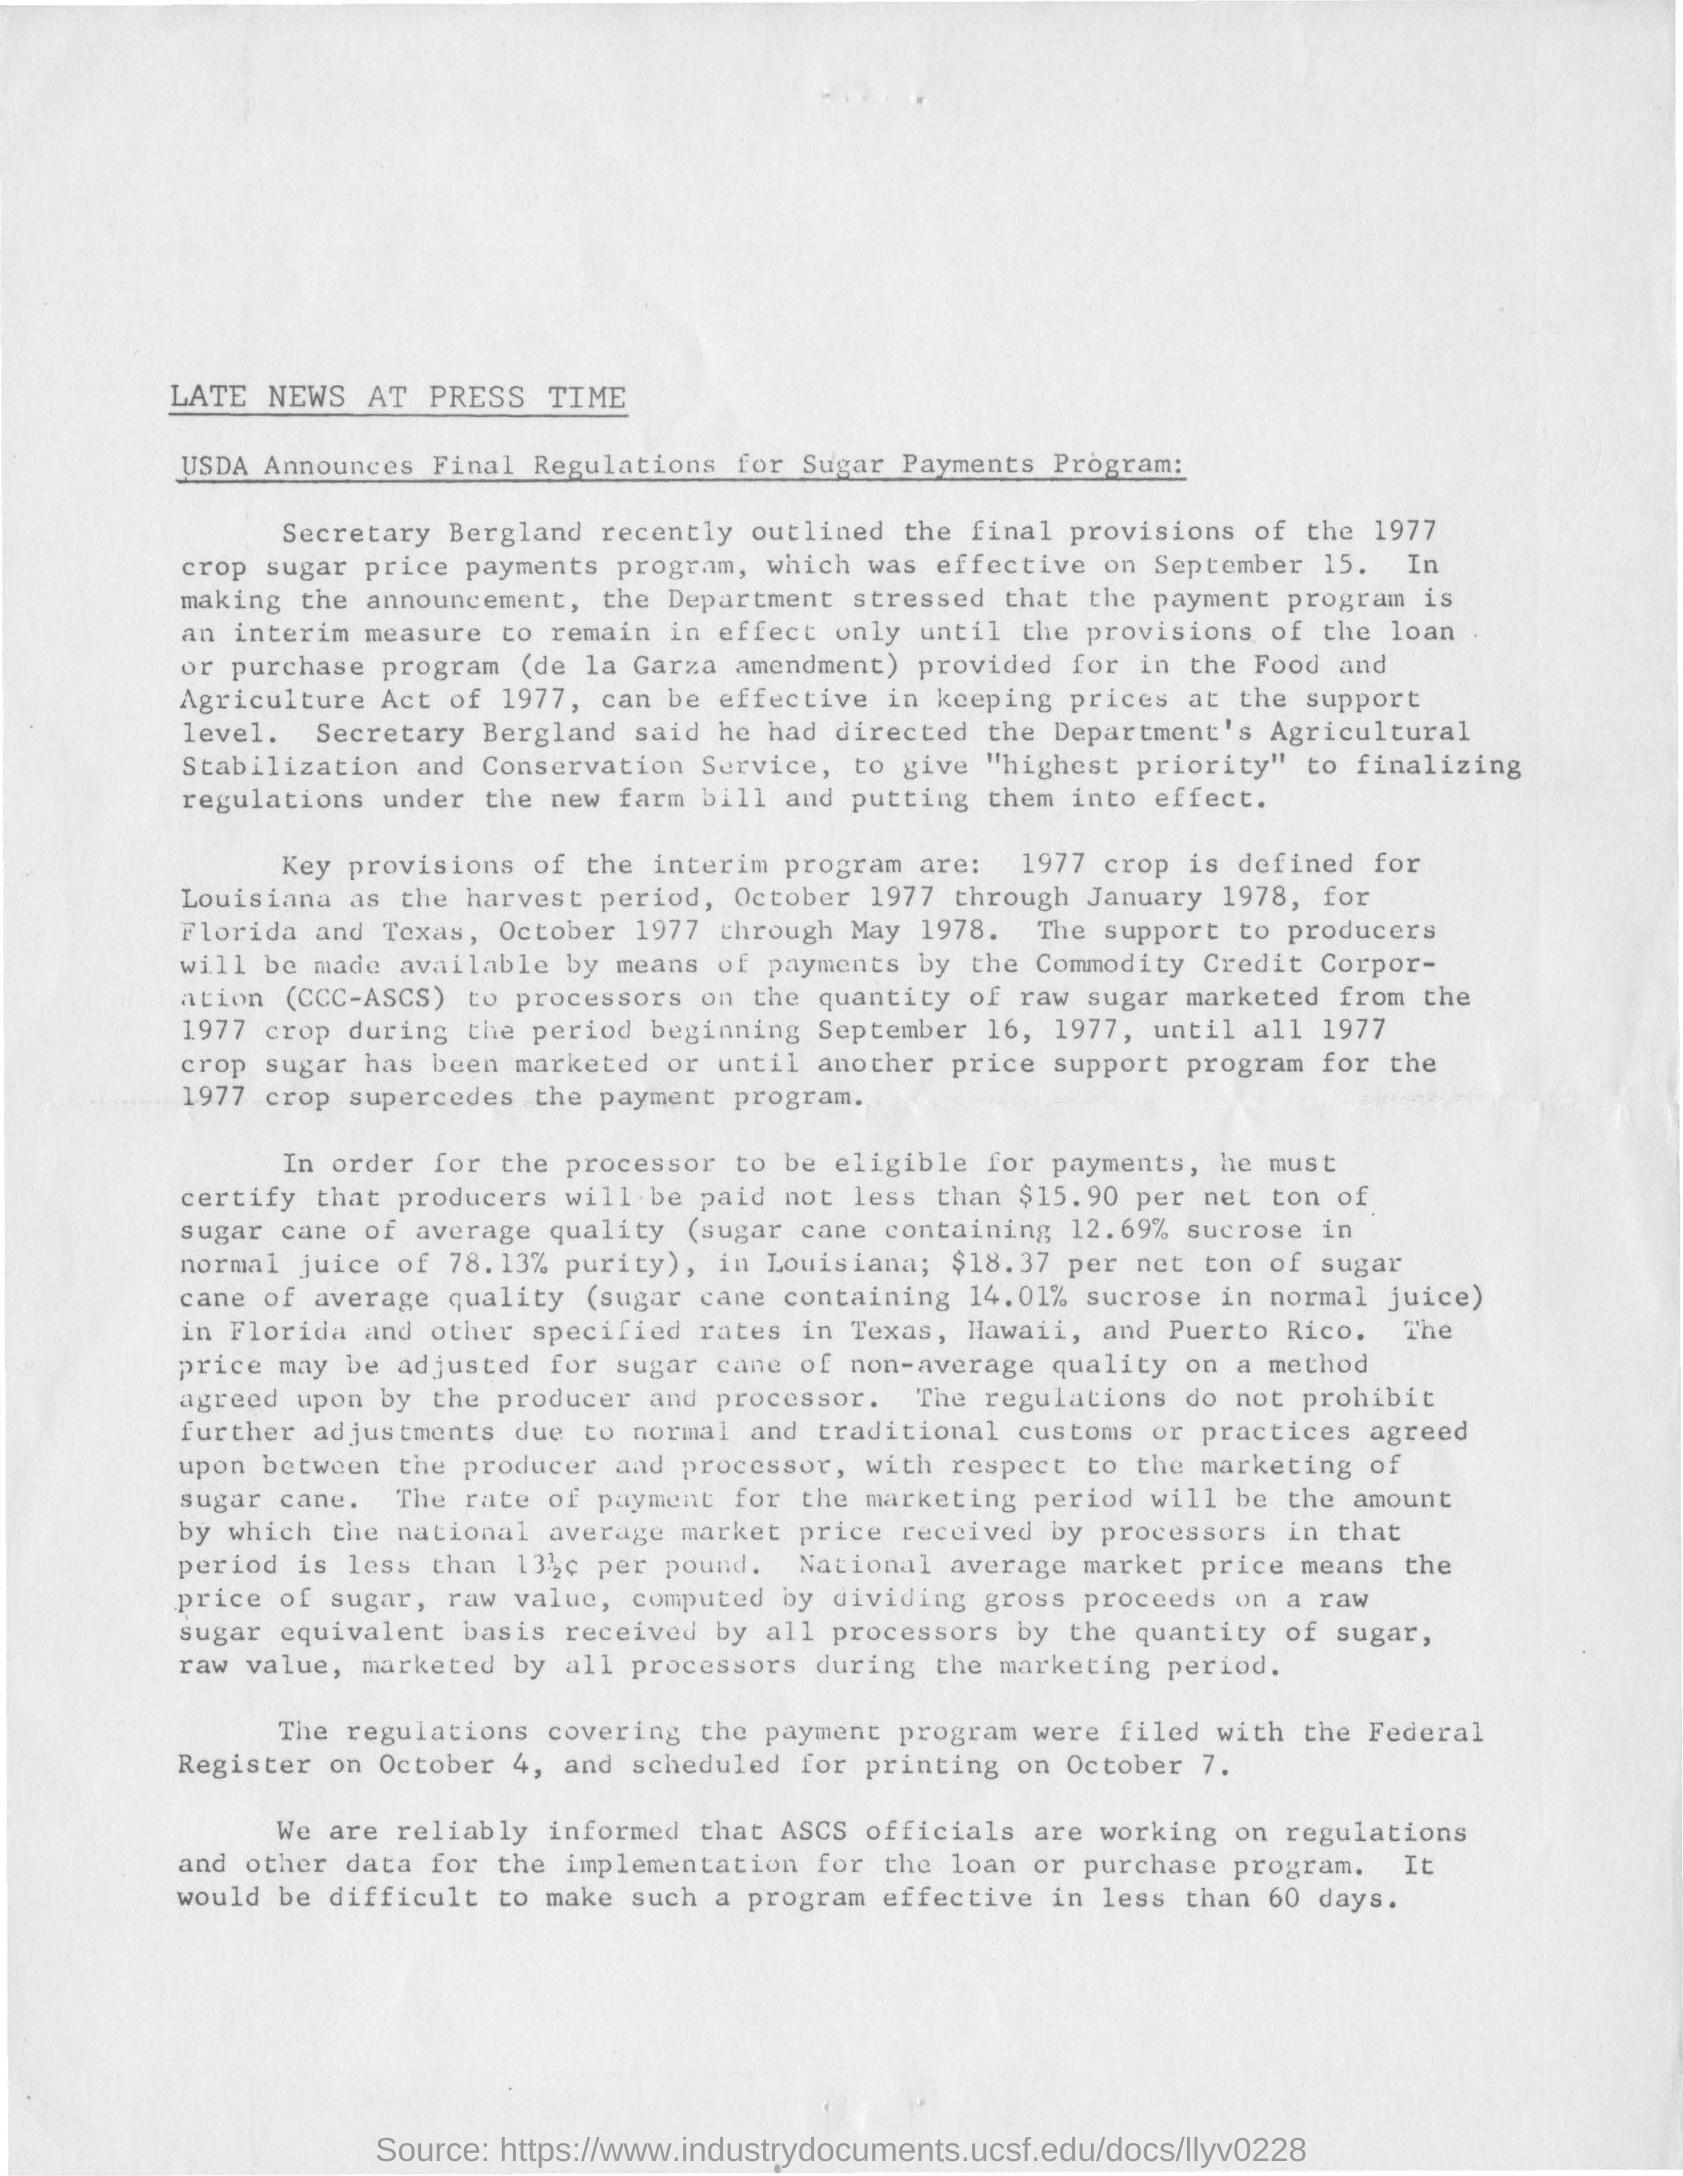 LATE NEWS AT PRESS TIME
USDA Announces Final Regulations for Sugar Payments Program:
Secretary Bergland recently outlined the final provisions of the 1977
crop sugar price payments program, which was effective on September 15. In
making the announcement, the Department stressed that the payment program is
an interim measure to remain in effect only until the provisions of the loan
or purchase program (de la Garza amendment) provided for in the Food and
Agriculture Act of 1977, can be effective in keeping prices at the support
level. Secretary Bergland said he had directed the Department's Agricultural
Stabilization and Conservation Service, to give "highest priority" to finalizing
regulations under the new farm bill and putting them into effect.
Key provisions of the interim program are: 1977 crop is defined for
Louisiana as the harvest period, October 1977 through January 1978, for
Florida and Texas, October 1977 through May 1978. The support to producers
will be made available by means of payments by the Commodity Credit Corpor-
ation (CCC-ASCS) to processors on the quantity of raw sugar marketed from the
1977 crop during the period beginning September 16, 1977, until all 1977
crop sugar has been marketed or until another price support program for the
1977 crop supercedes the payment program.
In order for the processor to be eligible for payments, he must
certify that producers will be paid not less than $15.90 per net ton of
sugar cane of average quality (sugar cane containing 12.69% sucrose in
normal juice of 78.13% purity), in Louisiana; $18.37 per net ton of sugar
cane of average quality (sugar cane containing 14.01% sucrose in normal juice)
in Florida and other specified rates in Texas, Hawaii, and Puerto Rico. The
price may be adjusted for sugar cane of non-average quality on a method
agreed upon by the producer and processor. The regulations do not prohibit
further adjustments due to normal and traditional customs or practices agreed
upon between the producer and processor, with respect to the marketing of
sugar cane. The rate of payment for the marketing period will be the amount
by which the national average market price received by processors in that
period is less than 13½¢ per pound. National average market price means the
price of sugar, raw value, computed by dividing gross proceeds on a raw
sugar equivalent basis received by all processors by the quantity of sugar,
raw value, marketed by all processors during the marketing period.
The regulations covering the payment program were filed with the Federal
Register on October 4, and scheduled for printing on October 7.
We are reliably informed that ASCS officials are working on regulations
and other data for the implementation for the loan or purchase program. It
would be difficult to make such a program effective in less than 60 days.
Source: https://www.industrydocuments.ucsf.edu/docs/llyv0228